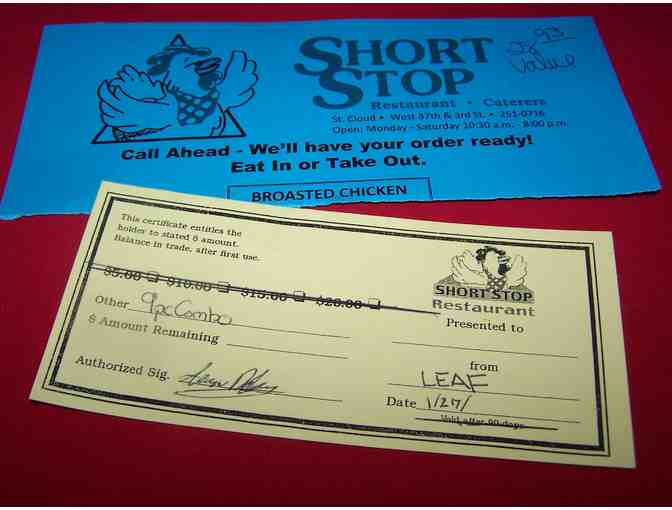 SHORT
STOP
28 93
Value
Restaurant • Caterers
St. Cloud • West 37th & 3rd St. • 251-0716
Open: Monday - Saturday 10:30 a.m. - 8:00 p.m.
Call Ahead - We'll have your order ready!
Eat In or Take Out.
BROASTED CHICKEN
This certificate entitles the
holder to stated $ amount.
Balance in trade, after first use.
$5.00 $10.00 $15.00 $20.00
Other 9pc Combo
$ Amount Remaining
Authorized Sig.
SHORT STOP
Restaurant
Presented to
from
LEAF
Date 1/27/
Void after 90 days